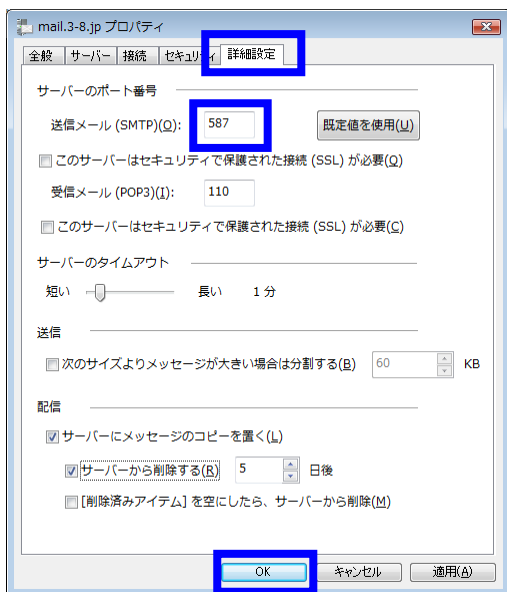 mail.3-8.jp プロパティ
全般 サーバー 接続 セキュリティ 詳細設定
サーバーのポート番号
送信メール (SMTP)(O): 587 既定値を使用(U)
このサーバーはセキュリティで保護された接続 (SSL) が必要(Q)
受信メール (POP3)(I): 110
このサーバーはセキュリティで保護された接続 (SSL) が必要(C)
サーバーのタイムアウト
短い 長い 1 分
送信
次のサイズよりメッセージが大きい場合は分割する(B) 60 KB
配信
サーバーにメッセージのコピーを置く(L)
サーバーから削除する(R) 5 日後
[削除済みアイテム] を空にしたら、サーバーから削除(M)
OK キャンセル 適用(A)